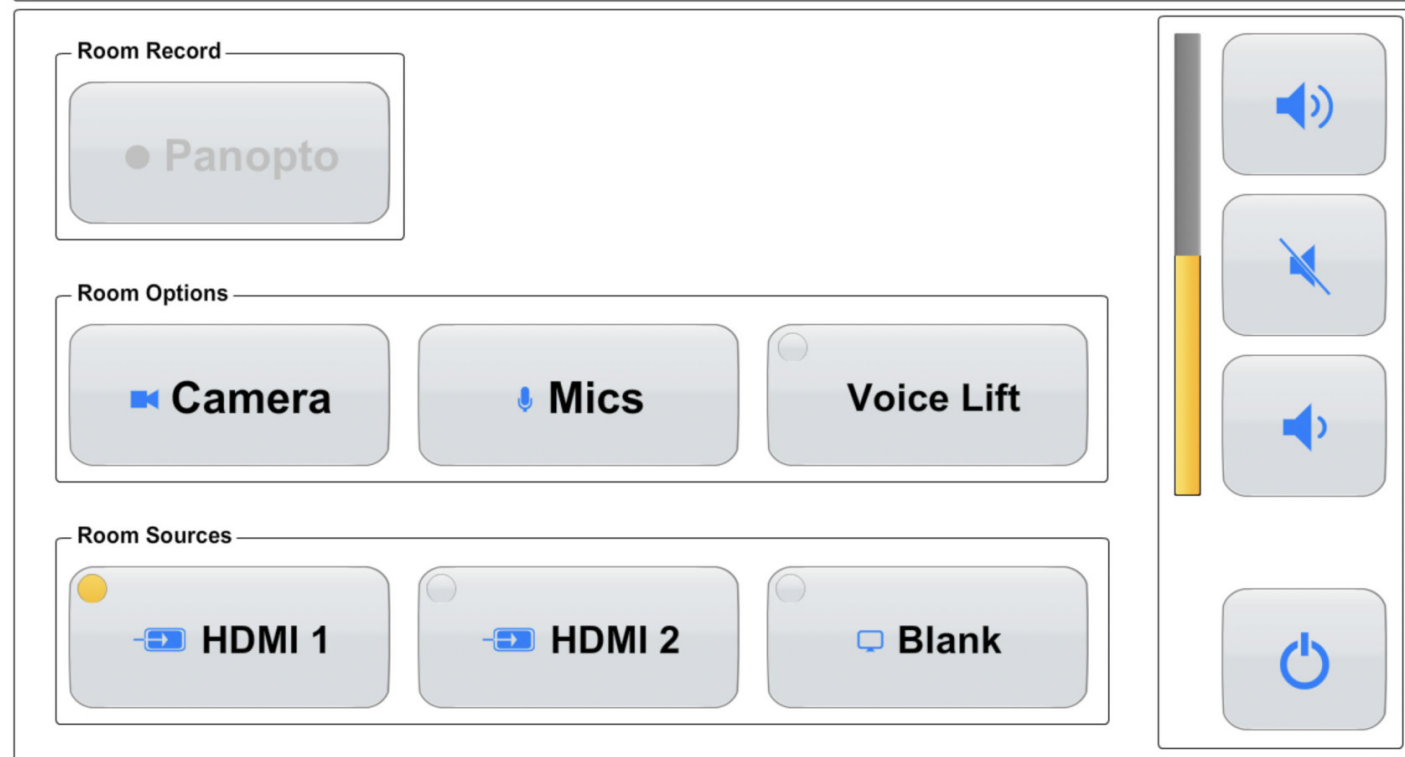 Room Record
Panopto
Room Options
Camera
Mics
Voice Lift
Room Sources
HDMI 1
HDMI 2
Blank